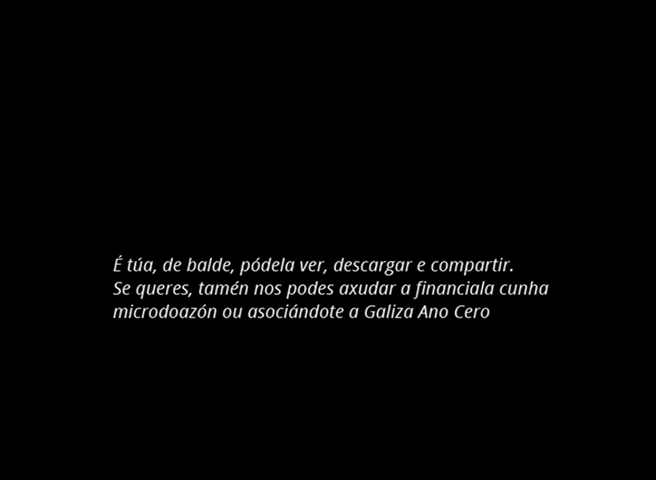 É túa, de balde, pódela ver, descargar e compartir.
Se queres, tamén nos podes axudar a financiala cunha
microdoazón ou asociándote a Galiza Ano Cero